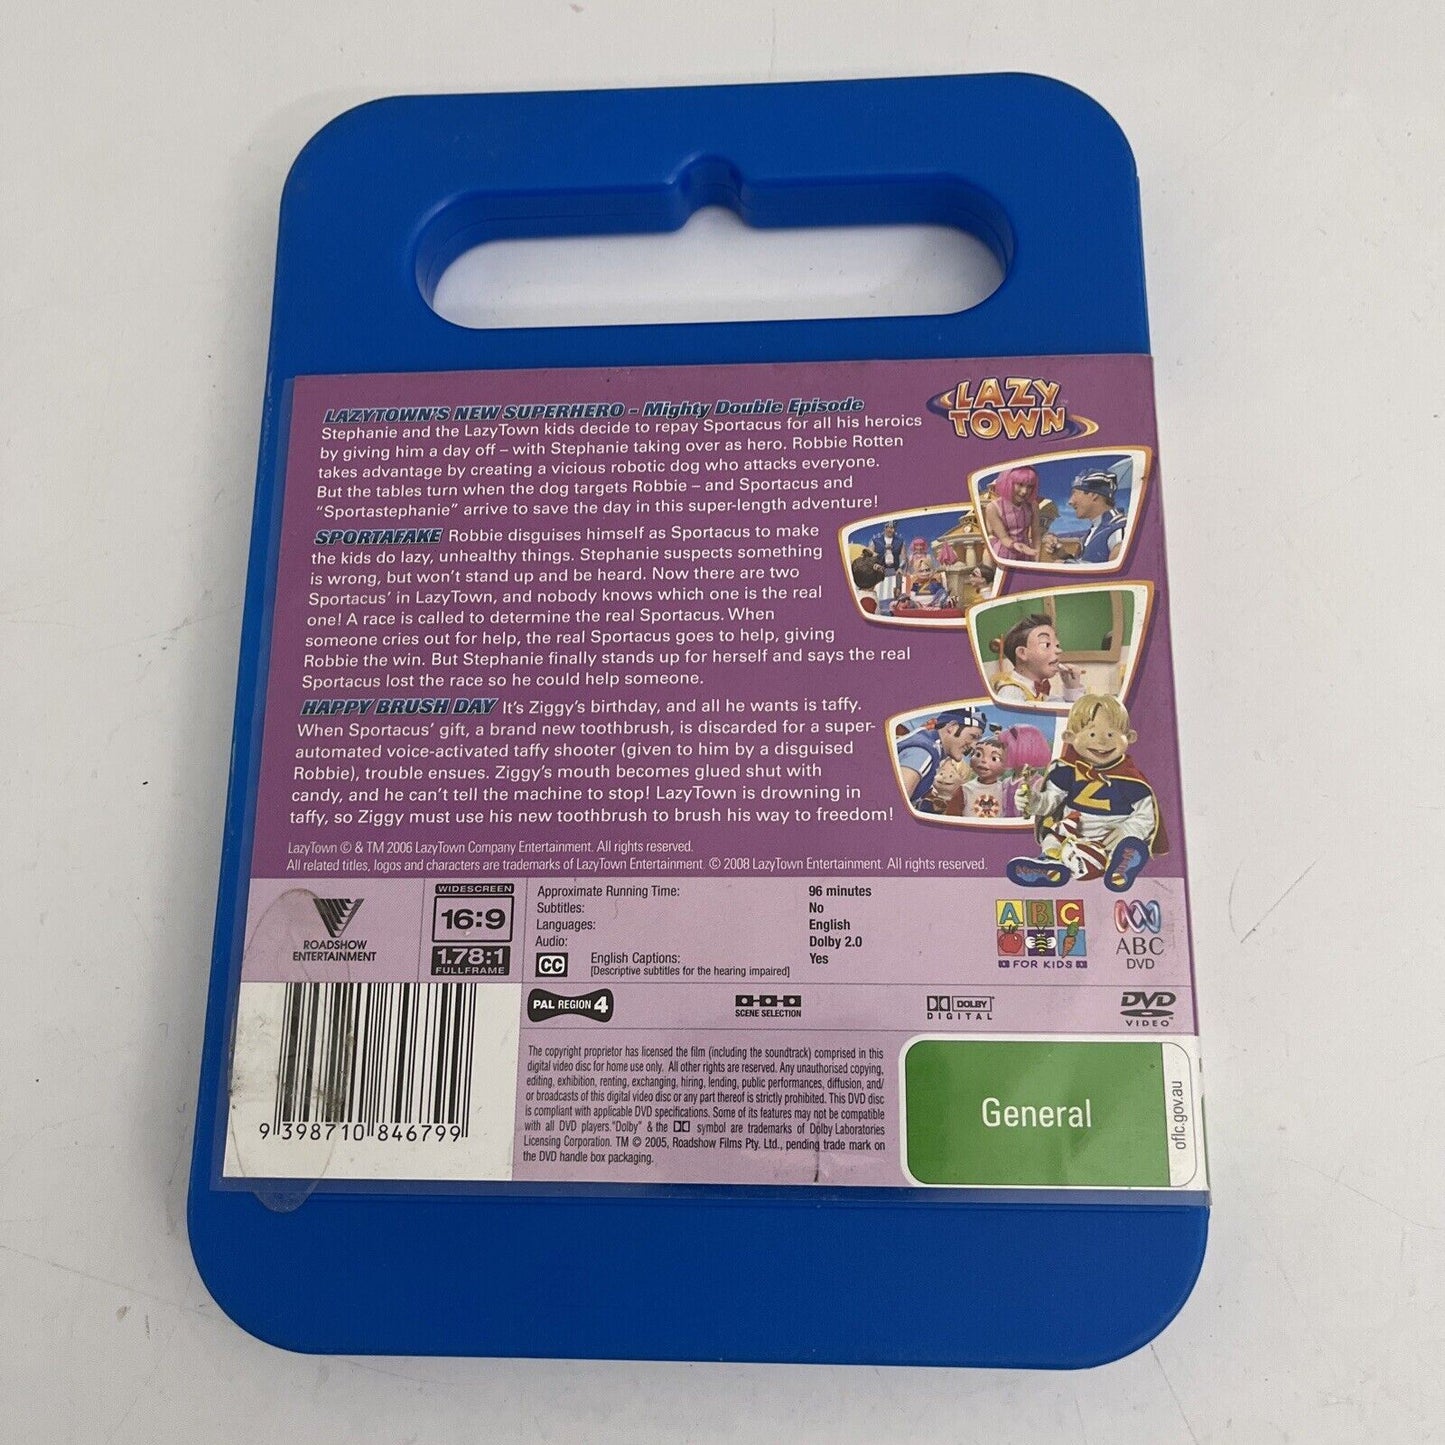 LAZY
TOWN™
LAZYTOWN'S NEW SUPERHERO - Mighty Double Episode
Stephanie and the LazyTown kids decide to repay Sportacus for all his heroics
by giving him a day off – with Stephanie taking over as hero. Robbie Rotten
takes advantage by creating a vicious robotic dog who attacks everyone.
But the tables turn when the dog targets Robbie – and Sportacus and
"Sportastephanie" arrive to save the day in this super-length adventure!
SPORTAFAKE Robbie disguises himself as Sportacus to make
the kids do lazy, unhealthy things. Stephanie suspects something
is wrong, but won't stand up and be heard. Now there are two
Sportacus' in LazyTown, and nobody knows which one is the real
one! A race is called to determine the real Sportacus. When
someone cries out for help, the real Sportacus goes to help, giving
Robbie the win. But Stephanie finally stands up for herself and says the real
Sportacus lost the race so he could help someone.
HAPPY BRUSH DAY It's Ziggy's birthday, and all he wants is taffy.
When Sportacus' gift, a brand new toothbrush, is discarded for a super-
automated voice-activated taffy shooter (given to him by a disguised
Robbie), trouble ensues. Ziggy's mouth becomes glued shut with
candy, and he can't tell the machine to stop! LazyTown is drowning in
taffy, so Ziggy must use his new toothbrush to brush his way to freedom!
LazyTown © & TM 2006 LazyTown Company Entertainment. All rights reserved.
All related titles, logos and characters are trademarks of LazyTown Entertainment. © 2008 LazyTown Entertainment. All rights reserved.
ROADSHOW
ENTERTAINMENT
WIDESCREEN
16:9
1.78:1
FULLFRAME
Approximate Running Time: 96 minutes
Subtitles: No
Languages: English
Audio: Dolby 2.0
CC English Captions: Yes
[Descriptive subtitles for the hearing impaired]
ABC
FOR KIDS
ABC
DVD
PAL REGION 4
SCENE SELECTION
DOLBY
DIGITAL
DVD
VIDEO
The copyright proprietor has licensed the film (including the soundtrack) comprised in this
digital video disc for home use only. All other rights are reserved. Any unauthorised copying,
editing, exhibition, renting, exchanging, hiring, lending, public performances, diffusion, and/
or broadcasts of this digital video disc or any part thereof is strictly prohibited. This DVD disc
is compliant with applicable DVD specifications. Some of its features may not be compatible
with all DVD players. "Dolby" & the DD symbol are trademarks of Dolby Laboratories
Licensing Corporation. TM © 2005, Roadshow Films Pty. Ltd., pending trade mark on
the DVD handle box packaging.
General
oflc.gov.au
9 398710 846799
Z